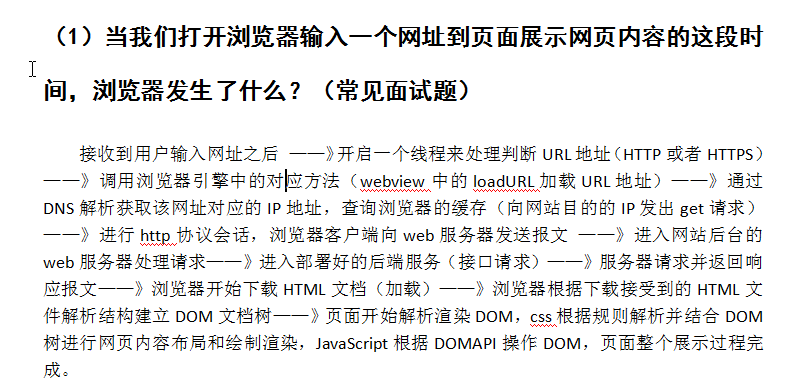 （1）当我们打开浏览器输入一个网址到页面展示网页内容的这段时
间，浏览器发生了什么？（常见面试题）
接收到用户输入网址之后 ——》开启一个线程来处理判断 URL 地址（HTTP 或者 HTTPS）
——》调用浏览器引擎中的对应方法（webview 中的 loadURL 加载 URL 地址）——》通过
DNS 解析获取该网址对应的 IP 地址，查询浏览器的缓存（向网站目的的 IP 发出 get 请求）
——》进行 http 协议会话，浏览器客户端向 web 服务器发送报文 ——》进入网站后台的
web 服务器处理请求——》进入部署好的后端服务（接口请求）——》服务器请求并返回响
应报文——》浏览器开始下载 HTML 文档（加载）——》浏览器根据下载接受到的 HTML 文
件解析结构建立 DOM 文档树——》页面开始解析渲染 DOM，css 根据规则解析并结合 DOM
树进行网页内容布局和绘制渲染，JavaScript 根据 DOMAPI 操作 DOM，页面整个展示过程完
成。